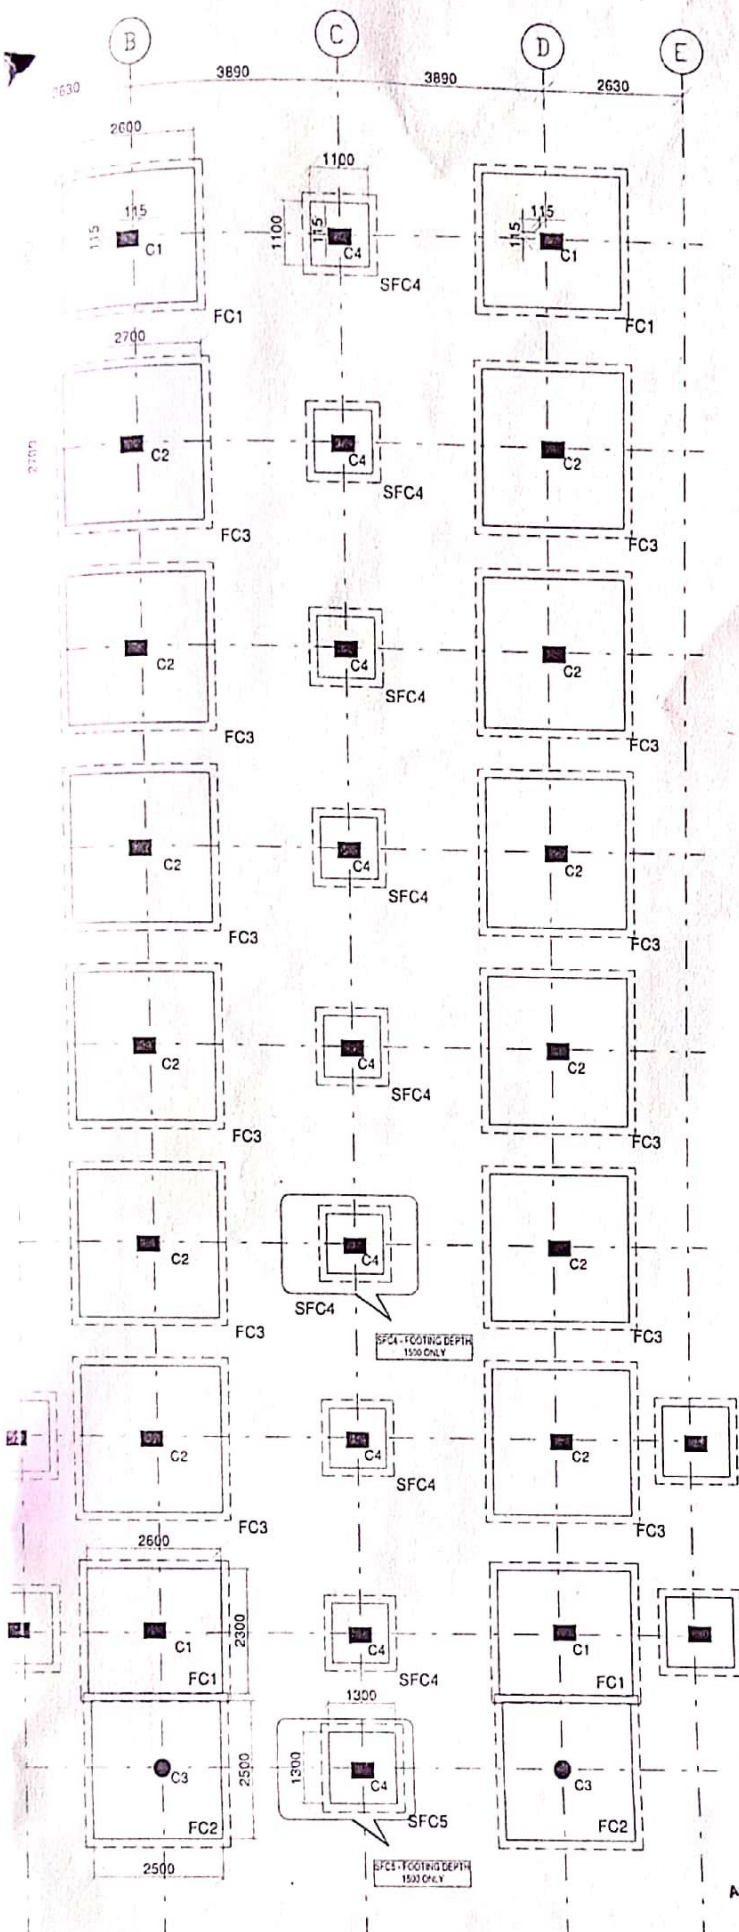 B C D E
2630 3890 3890 2630
2600
1100
115
115
C1
1100
115
C4
115
115
C1
SFC4
FC1
FC1
2700
2700
C2
C4
C2
SFC4
FC3
FC3
C2
C4
C2
SFC4
FC3
FC3
C2
C4
C2
SFC4
FC3
FC3
C2
C4
C2
SFC4
FC3
FC3
C2
C4
C2
SFC4
FC3
FC3
SFC4 - FOOTING DEPTH
1500 ONLY
C2
C4
C2
SFC4
FC3
FC3
2600
2300
C1
C4
C1
FC1
SFC4
FC1
1300
1300
2500
C3
C4
C3
FC2
SFC5
FC2
2500
SFC5 - FOOTING DEPTH
1500 ONLY
A